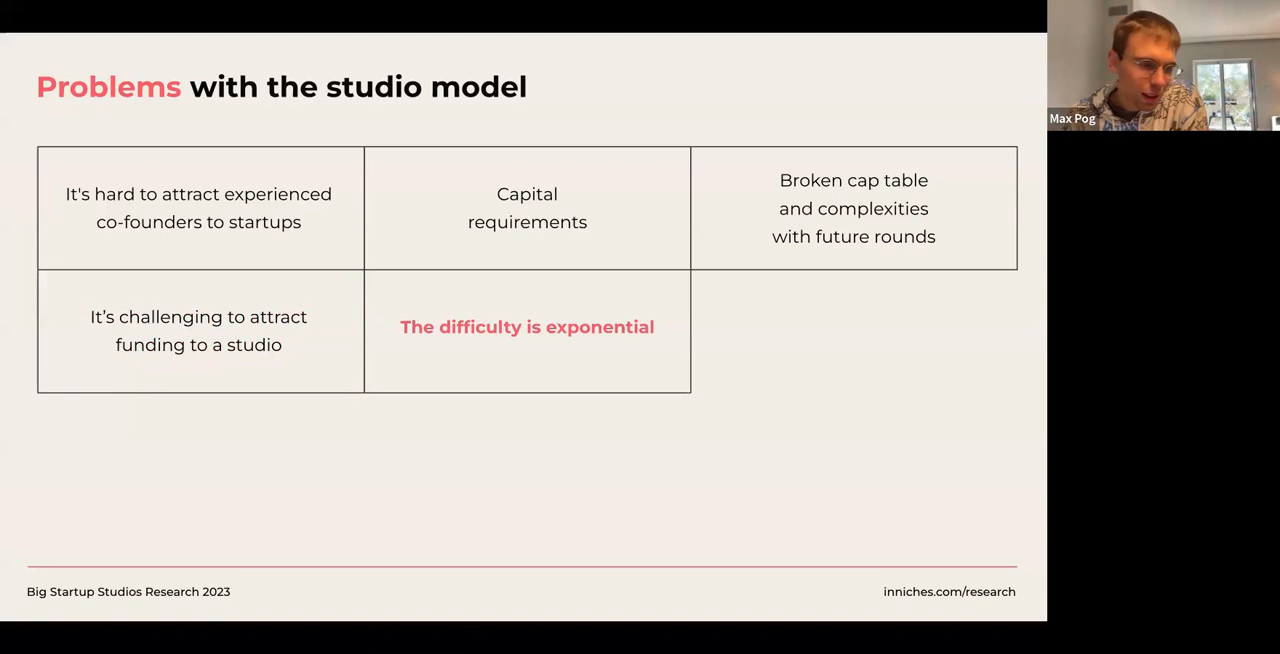 Problems with the studio model
It's hard to attract experienced
co-founders to startups
Capital
requirements
Broken cap table
and complexities
with future rounds
It’s challenging to attract
funding to a studio
The difficulty is exponential
Big Startup Studios Research 2023
inniches.com/research
Max Pog